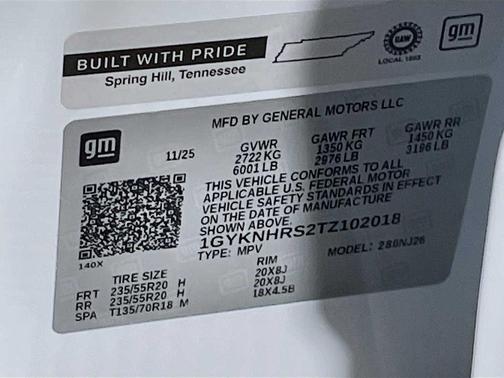 BUILT WITH PRIDE
Spring Hill, Tennessee
UAW
LOCAL 1853
gm
gm
MFD BY GENERAL MOTORS LLC
11/25
GVWR GAWR FRT GAWR RR
2722 KG 1350 KG 1450 KG
6001 LB 2976 LB 3196 LB
THIS VEHICLE CONFORMS TO ALL
APPLICABLE U.S. FEDERAL MOTOR
VEHICLE SAFETY STANDARDS IN EFFECT
ON THE DATE OF MANUFACTURE
SHOWN ABOVE.
1GYKNHRS2TZ102018
TYPE: MPV MODEL: 280NJ26
140X
TIRE SIZE RIM
FRT 235/55R20 H 20X8J
RR 235/55R20 H 20X8J
SPA T135/70R18 M 18X4.5B